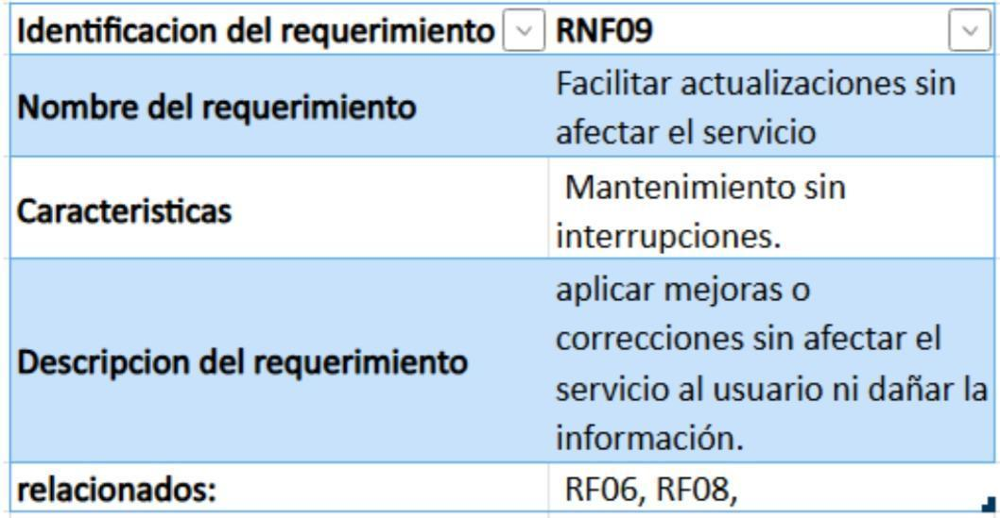 Identificacion del requerimiento RNF09
Nombre del requerimiento
Facilitar actualizaciones sin
afectar el servicio
Caracteristicas
Mantenimiento sin
interrupciones.
Descripcion del requerimiento
aplicar mejoras o
correcciones sin afectar el
servicio al usuario ni dañar la
información.
relacionados: RF06, RF08,